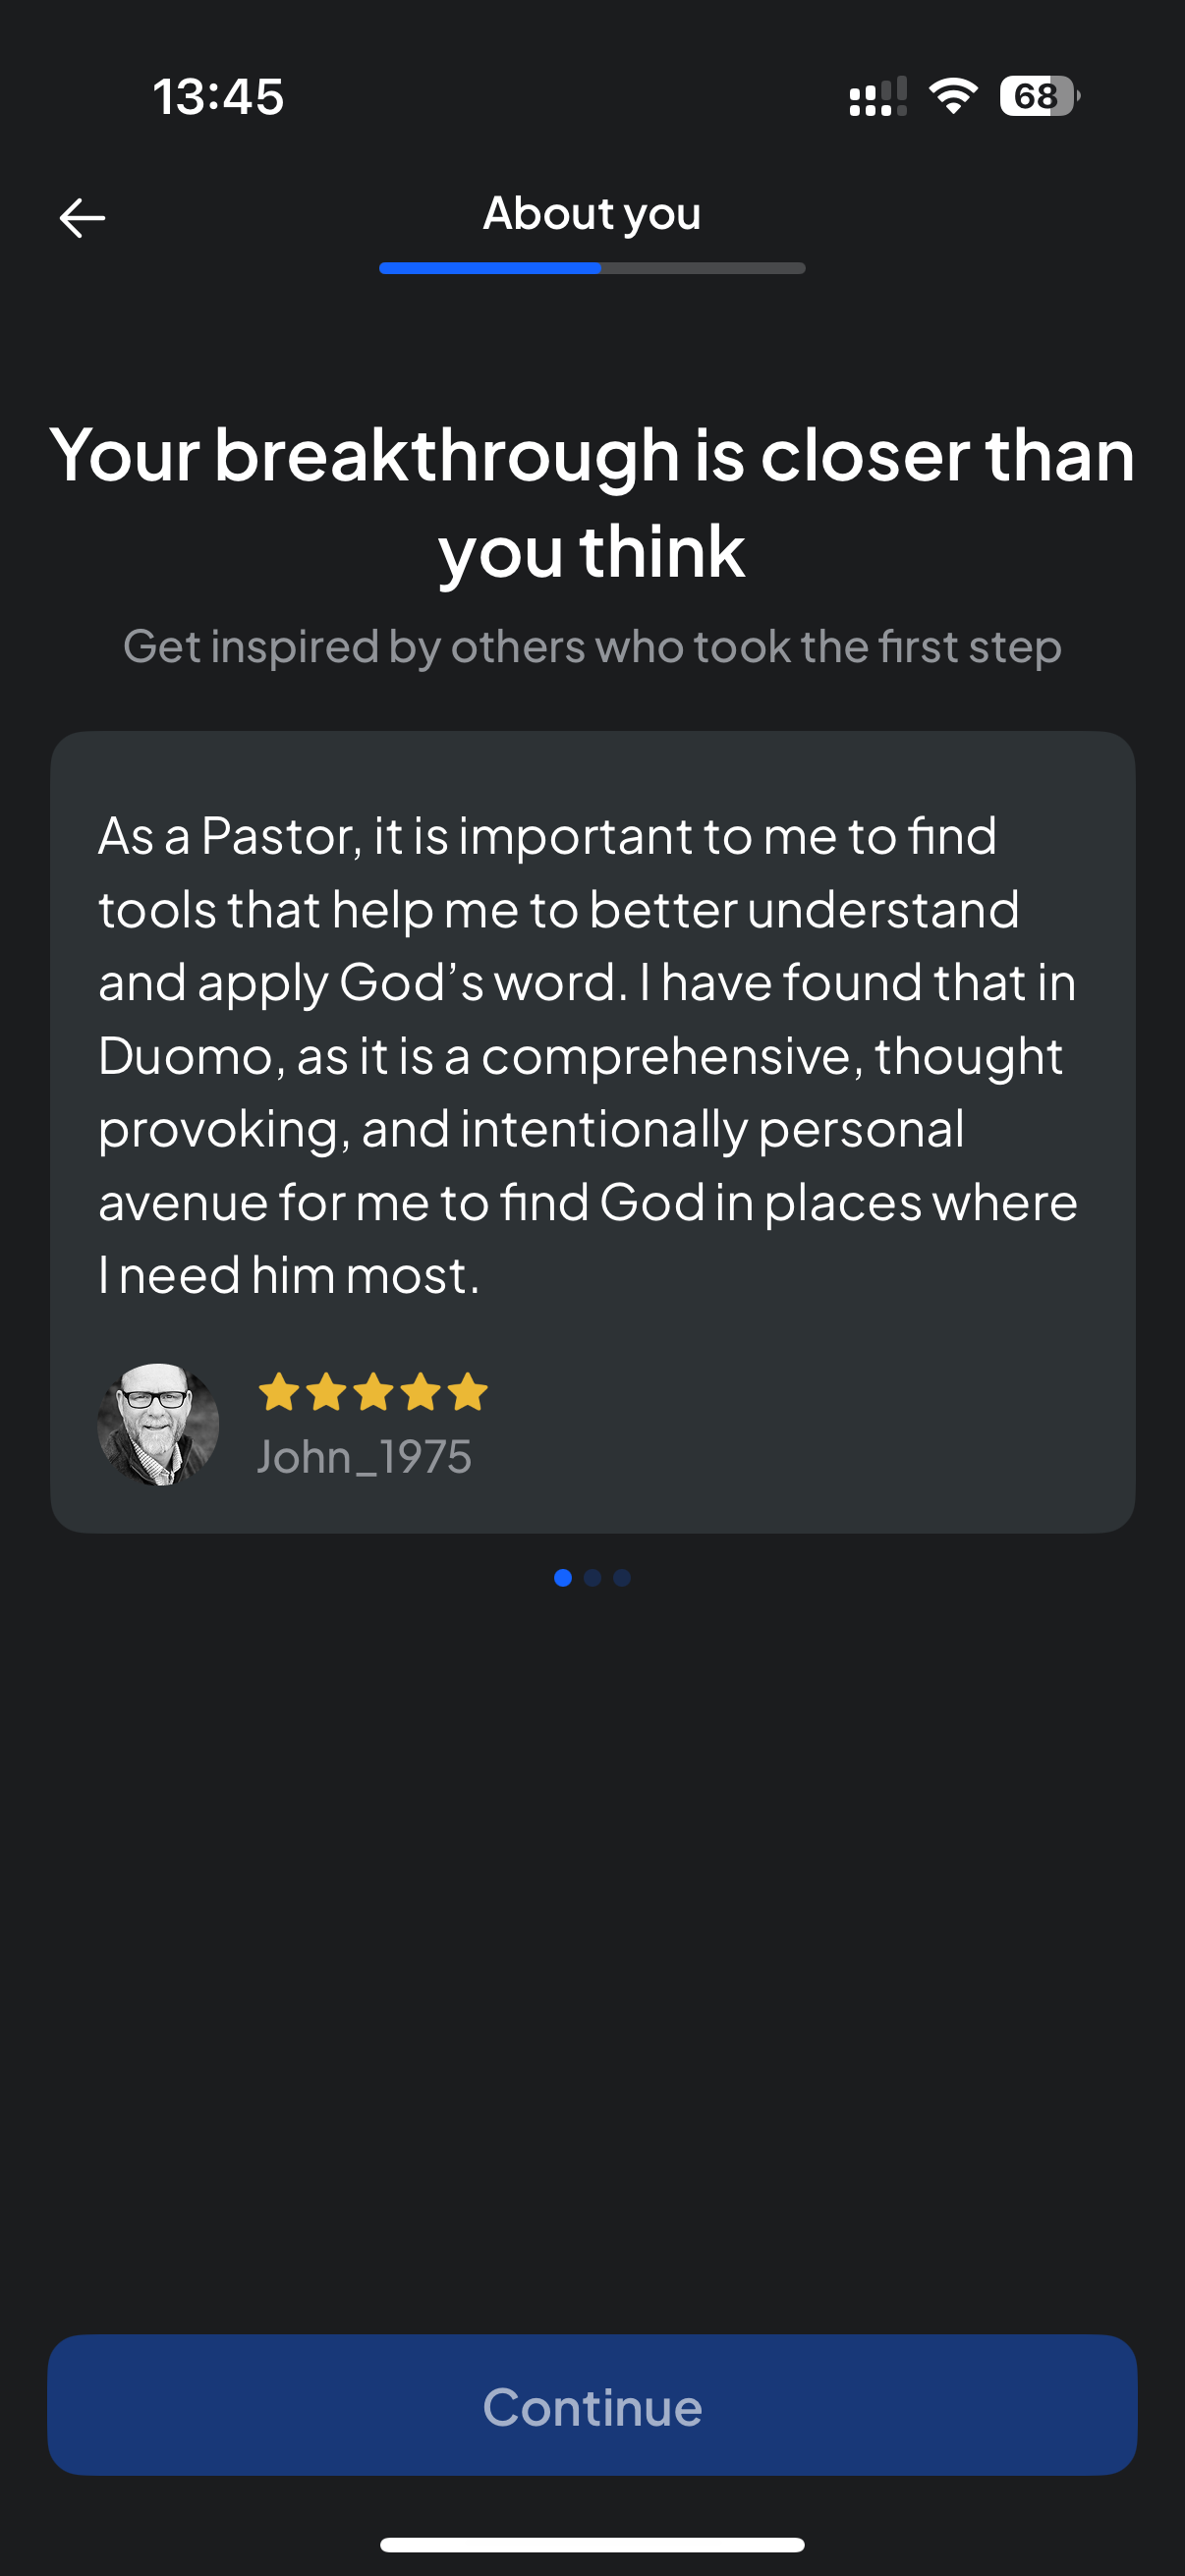 13:45
68
About you
Your breakthrough is closer than
you think
Get inspired by others who took the first step
As a Pastor, it is important to me to find
tools that help me to better understand
and apply God’s word. I have found that in
Duomo, as it is a comprehensive, thought
provoking, and intentionally personal
avenue for me to find God in places where
I need him most.
John_1975
Continue